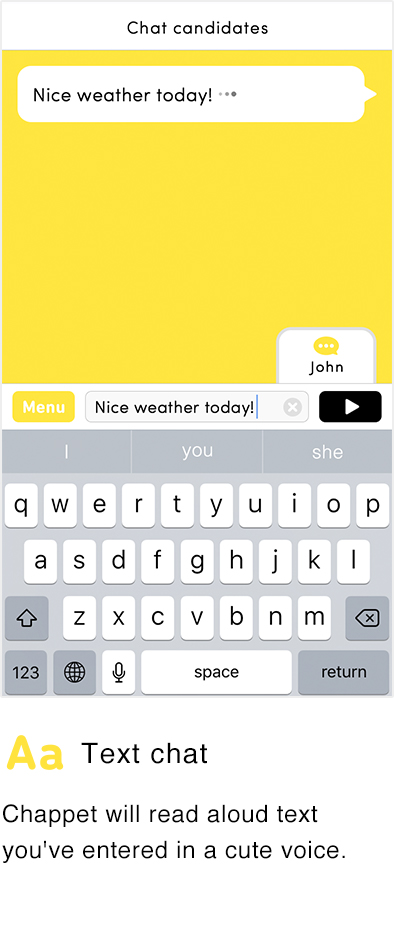 Chat candidates
Nice weather today!
John
Menu Nice weather today!
I you she
q w e r t y u i o p
a s d f g h j k l
z x c v b n m
123 space return
Aa Text chat
Chappet will read aloud text
you've entered in a cute voice.